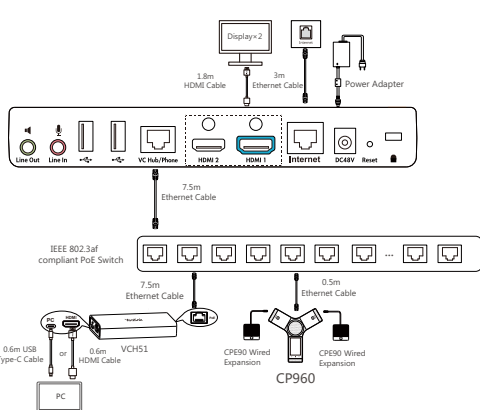 Display×2
Internet
1.8m
HDMI Cable
3m
Ethernet Cable
Power Adapter
Line Out
Line In
VC Hub/Phone
HDMI 2
HDMI 1
Internet
DC48V
Reset
7.5m
Ethernet Cable
IEEE 802.3af
compliant PoE Switch
...
7.5m
Ethernet Cable
0.5m
Ethernet Cable
PC
HDMI
PoE
0.6m USB
Type-C Cable
or
0.6m
HDMI Cable
VCH51
CPE90 Wired
Expansion
CPE90 Wired
Expansion
CP960
PC